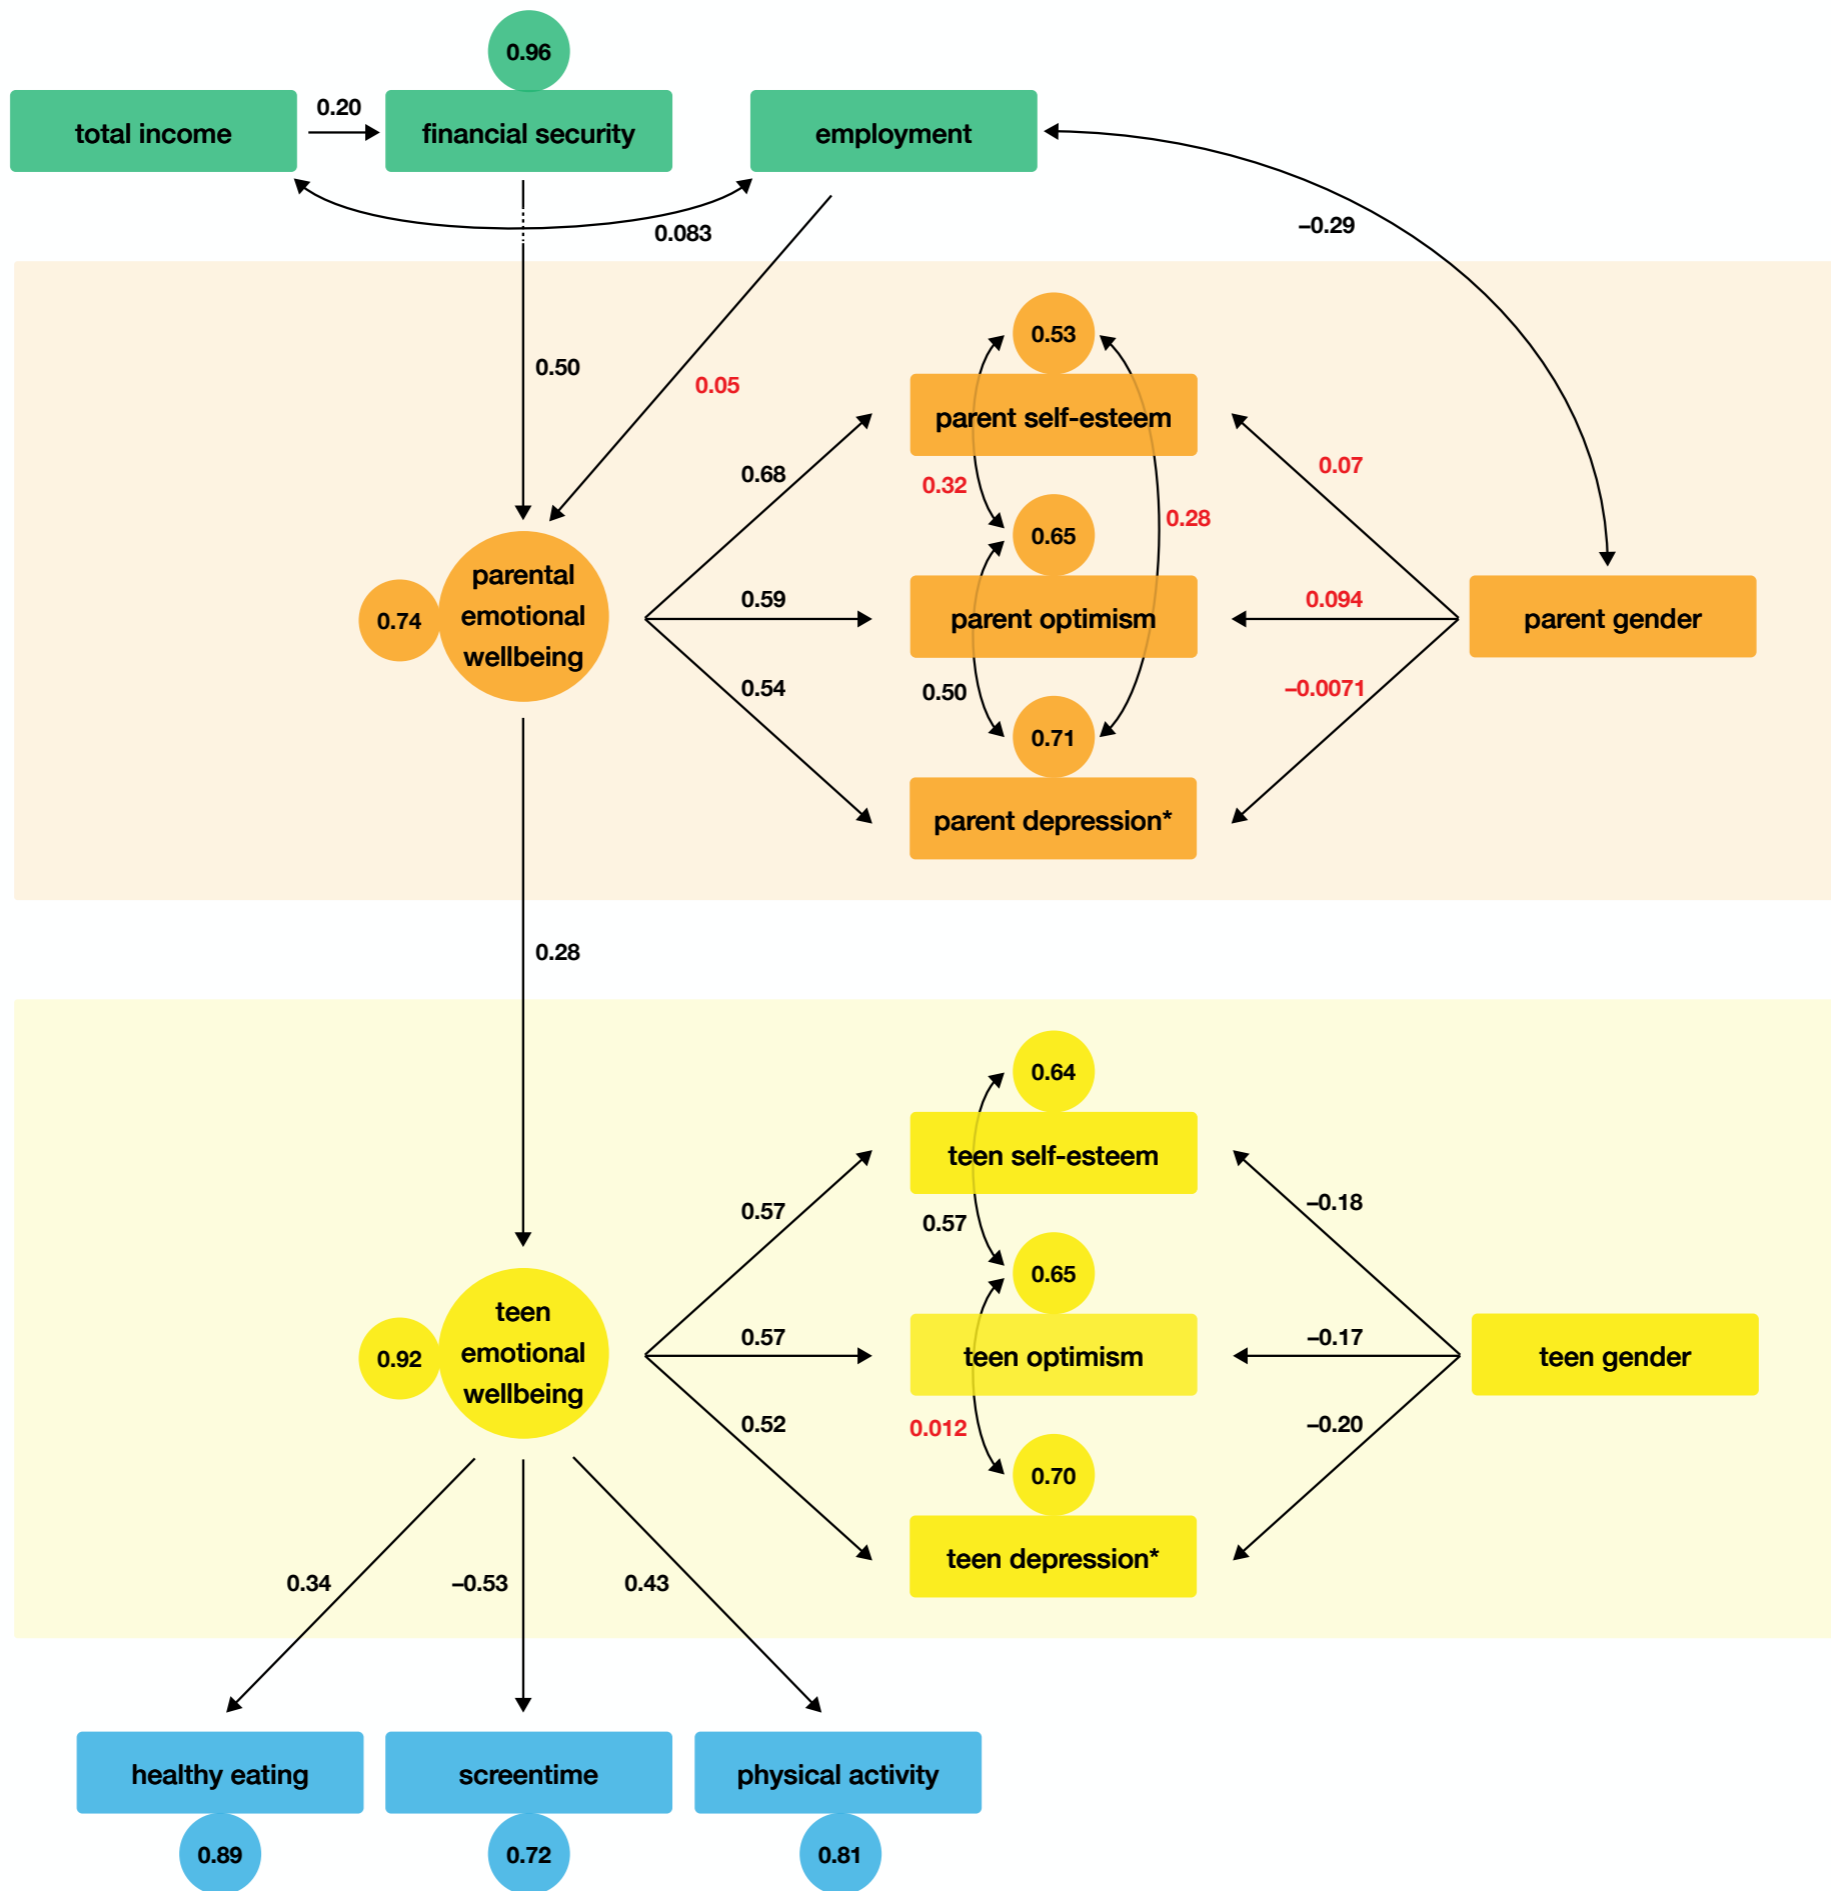 0.96
total income
0.20
financial security
employment
0.083
–0.29
0.50
0.05
0.53
parent self-esteem
0.68
0.32
0.07
0.28
0.65
parental
emotional
wellbeing
0.74
0.59
parent optimism
0.094
parent gender
0.54
0.50
–0.0071
0.71
parent depression*
0.28
0.64
teen self-esteem
0.57
0.57
–0.18
0.65
teen
emotional
wellbeing
0.92
0.57
teen optimism
–0.17
teen gender
0.52
0.012
–0.20
0.70
teen depression*
0.34
–0.53
0.43
healthy eating
screentime
physical activity
0.89
0.72
0.81